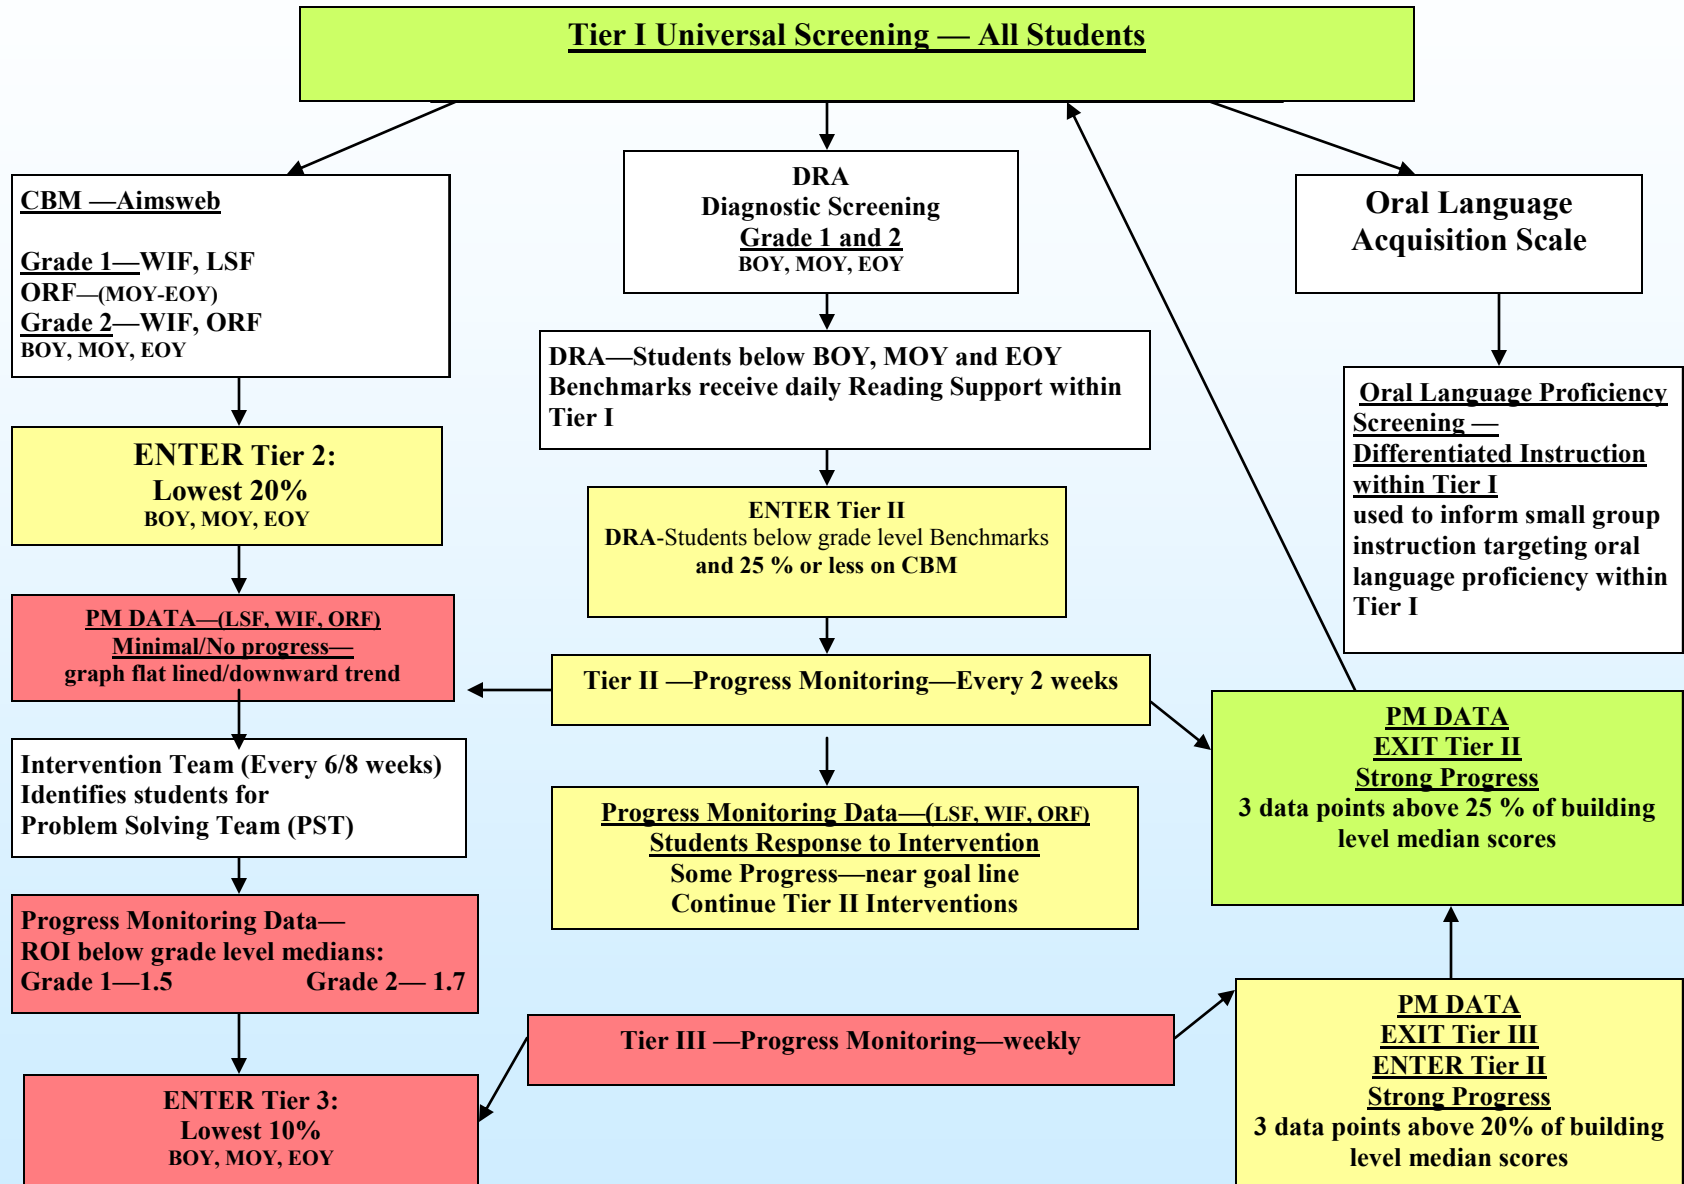 Tier I Universal Screening — All Students
CBM —Aimsweb
Grade 1—WIF, LSF
ORF—(MOY-EOY)
Grade 2—WIF, ORF
BOY, MOY, EOY
DRA
Diagnostic Screening
Grade 1 and 2
BOY, MOY, EOY
Oral Language
Acquisition Scale
DRA—Students below BOY, MOY and EOY
Benchmarks receive daily Reading Support within
Tier I
Oral Language Proficiency
Screening —
Differentiated Instruction
within Tier I
used to inform small group
instruction targeting oral
language proficiency within
Tier I
ENTER Tier 2:
Lowest 20%
BOY, MOY, EOY
ENTER Tier II
DRA-Students below grade level Benchmarks
and 25 % or less on CBM
PM DATA—(LSF, WIF, ORF)
Minimal/No progress—
graph flat lined/downward trend
Tier II —Progress Monitoring—Every 2 weeks
PM DATA
EXIT Tier II
Strong Progress
3 data points above 25 % of building
level median scores
Intervention Team (Every 6/8 weeks)
Identifies students for
Problem Solving Team (PST)
Progress Monitoring Data—(LSF, WIF, ORF)
Students Response to Intervention
Some Progress—near goal line
Continue Tier II Interventions
Progress Monitoring Data—
ROI below grade level medians:
Grade 1—1.5 Grade 2— 1.7
Tier III —Progress Monitoring—weekly
PM DATA
EXIT Tier III
ENTER Tier II
Strong Progress
3 data points above 20% of building
level median scores
ENTER Tier 3:
Lowest 10%
BOY, MOY, EOY